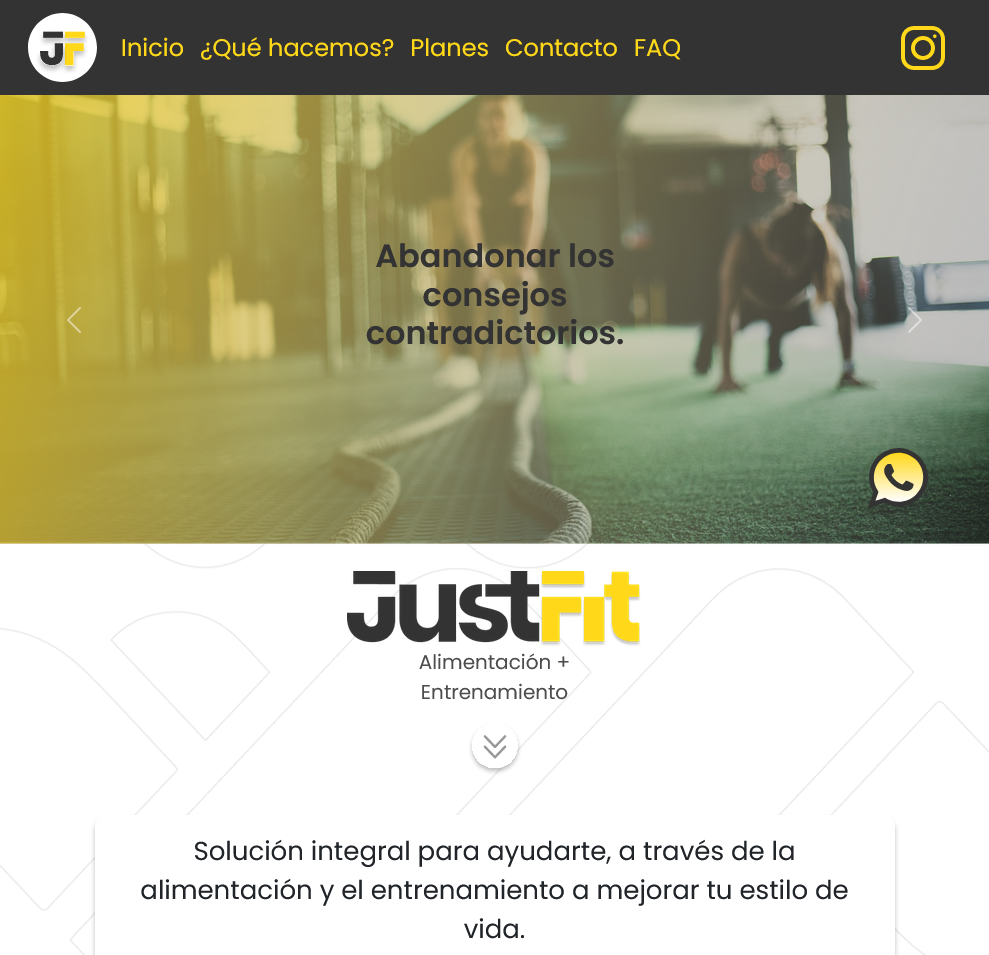 JF
Inicio ¿Qué hacemos? Planes Contacto FAQ
Abandonar los
consejos
contradictorios.
JustFit
Alimentación +
Entrenamiento
Solución integral para ayudarte, a través de la
alimentación y el entrenamiento a mejorar tu estilo de
vida.